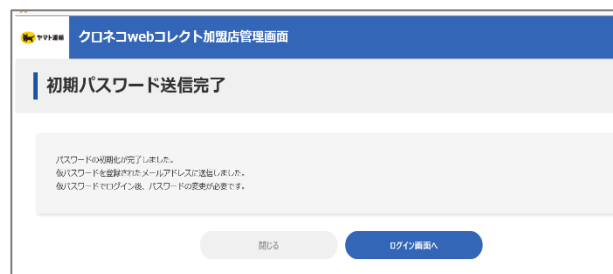 ヤマト運輸 クロネコwebコレクト加盟店管理画面
初期パスワード送信完了
パスワードの初期化が完了しました。
仮パスワードを登録されたメールアドレスに送信しました。
仮パスワードでログイン後、パスワードの変更が必要です。
閉じる ログイン画面へ